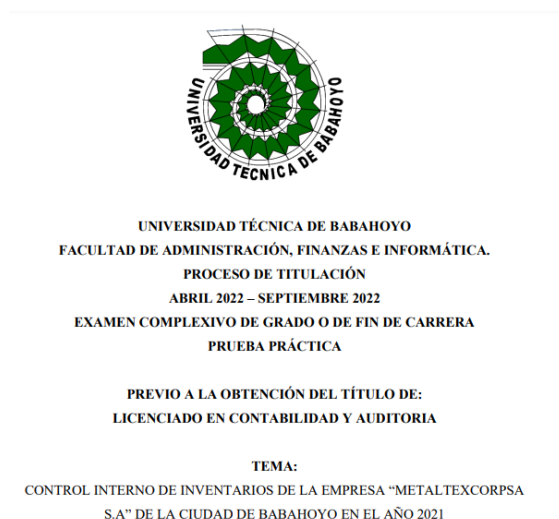 UNIVERSIDAD TECNICA DE BABAHOYO
UNIVERSIDAD TÉCNICA DE BABAHOYO
FACULTAD DE ADMINISTRACIÓN, FINANZAS E INFORMÁTICA.
PROCESO DE TITULACIÓN
ABRIL 2022 – SEPTIEMBRE 2022
EXAMEN COMPLEXIVO DE GRADO O DE FIN DE CARRERA
PRUEBA PRÁCTICA
PREVIO A LA OBTENCIÓN DEL TÍTULO DE:
LICENCIADO EN CONTABILIDAD Y AUDITORIA
TEMA:
CONTROL INTERNO DE INVENTARIOS DE LA EMPRESA “METALTEXCORPSA
S.A” DE LA CIUDAD DE BABAHOYO EN EL AÑO 2021